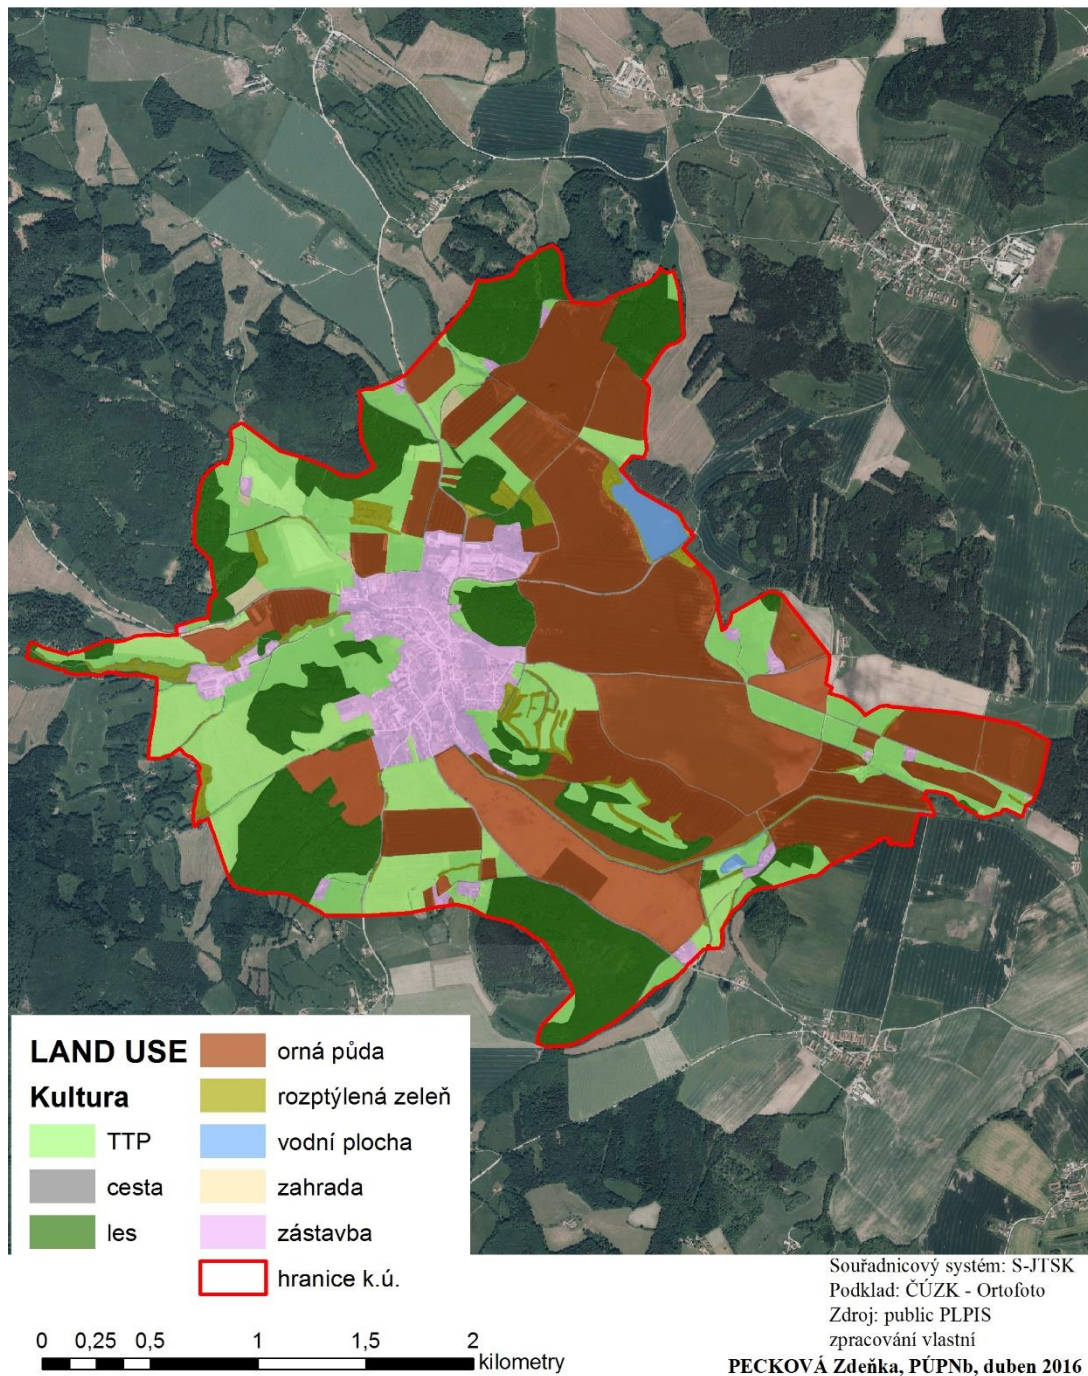 LAND USE
Kultura
TTP
cesta
les
orná půda
rozptýlená zeleň
vodní plocha
zahrada
zástavba
hranice k.ú.
0 0,25 0,5 1 1,5 2
kilometry
Souřadnicový systém: S-JTSK
Podklad: ČÚZK - Ortofoto
Zdroj: public PLPIS
zpracování vlastní
PECKOVÁ Zdeňka, PÚPNb, duben 2016